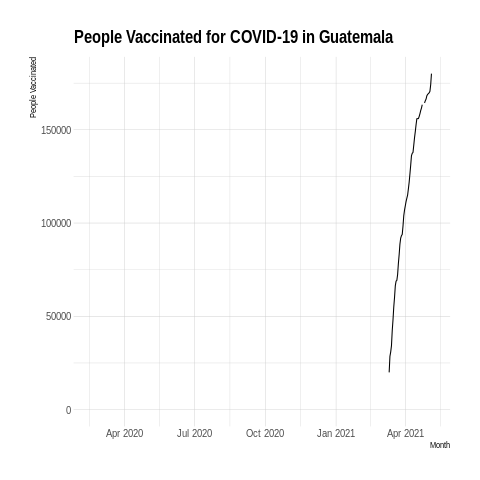 People Vaccinated for COVID-19 in Guatemala
People Vaccinated
150000
100000
50000
0
Apr 2020 Jul 2020 Oct 2020 Jan 2021 Apr 2021
Month